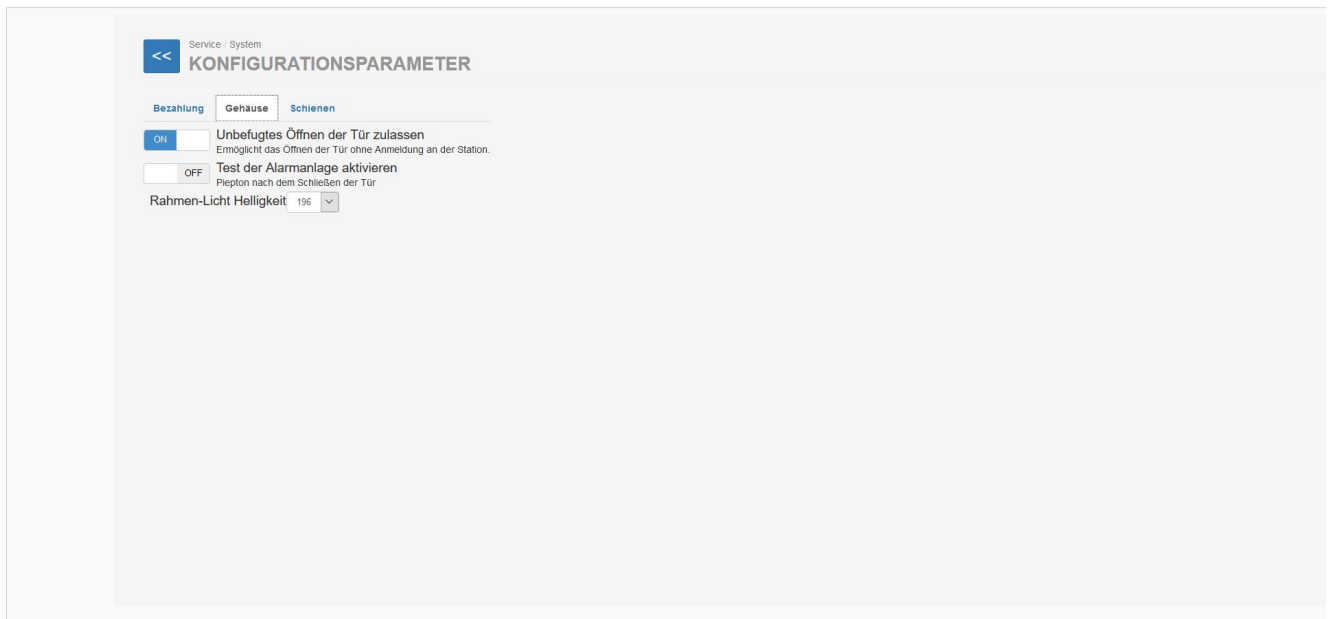 <<
Service / System
KONFIGURATIONSPARAMETER
Bezahlung Gehäuse Schienen
ON Unbefugtes Öffnen der Tür zulassen
Ermöglicht das Öffnen der Tür ohne Anmeldung an der Station.
OFF Test der Alarmanlage aktivieren
Piepton nach dem Schließen der Tür
Rahmen-Licht Helligkeit 196